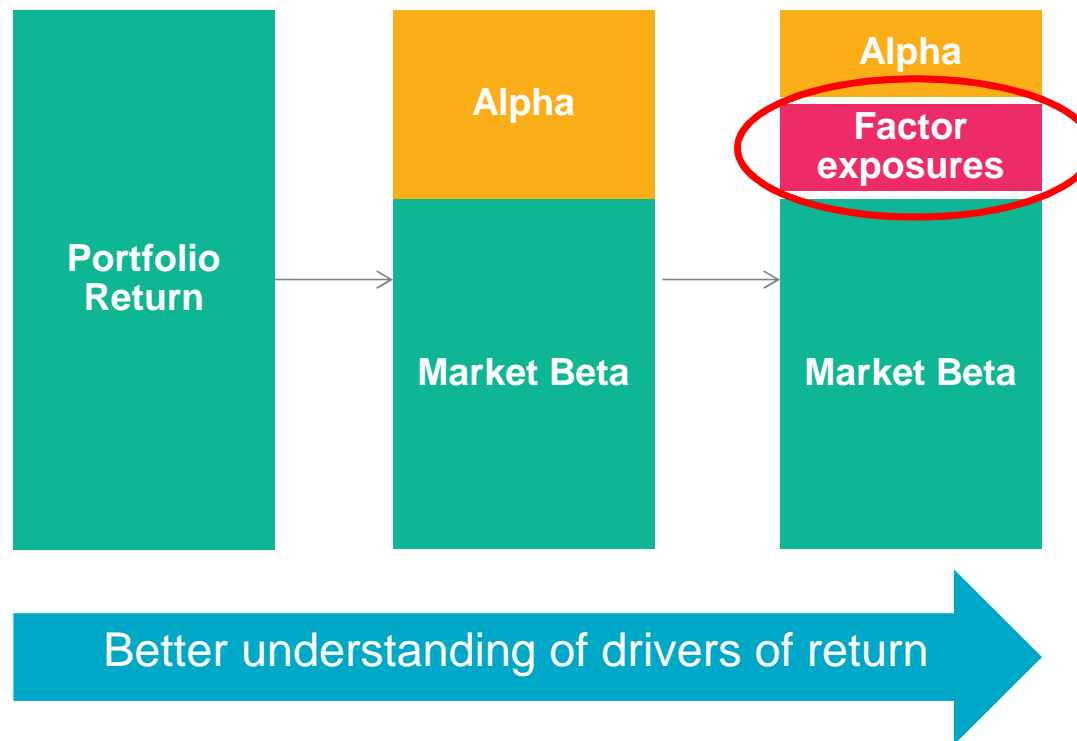 Portfolio
Return
Alpha
Market Beta
Alpha
Factor
exposures
Market Beta
Better understanding of drivers of return